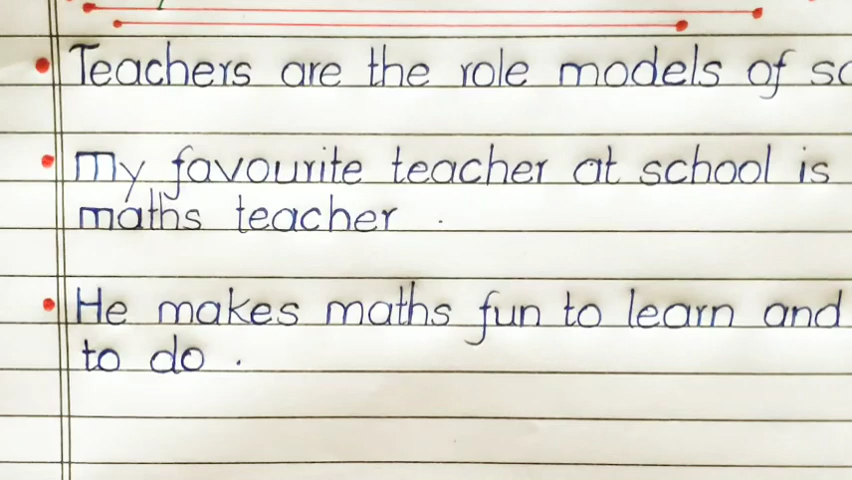 Teachers are the role models of
my favourite teacher at school is
maths teacher .
He makes maths fun to learn and
to do .